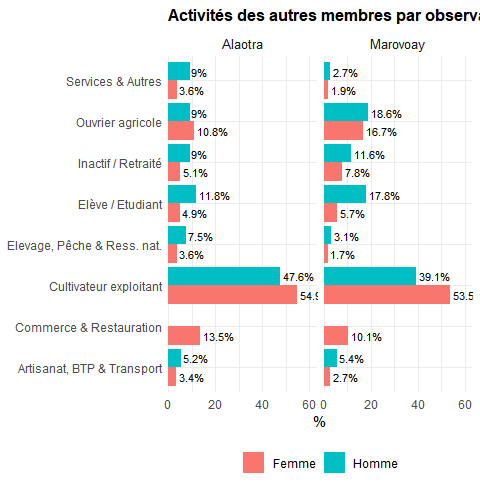 Activités des autres membres par observa
Alaotra
Marovoay
Services & Autres
9%
3.6%
2.7%
1.9%
Ouvrier agricole
9%
10.8%
18.6%
16.7%
Inactif / Retraité
9%
5.1%
11.6%
7.8%
Elève / Etudiant
11.8%
4.9%
17.8%
5.7%
Elevage, Pêche & Ress. nat.
7.5%
3.6%
3.1%
1.7%
Cultivateur exploitant
47.6%
54.9
39.1%
53.5
Commerce & Restauration
13.5%
10.1%
Artisanat, BTP & Transport
5.2%
3.4%
5.4%
2.7%
0 20 40 60 0 20 40 60
%
Femme Homme